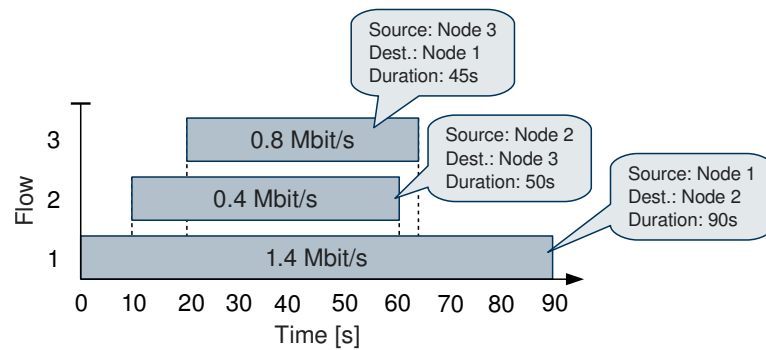 Source: Node 3
Dest.: Node 1
Duration: 45s
3
0.8 Mbit/s
Source: Node 2
Dest.: Node 3
Duration: 50s
2
0.4 Mbit/s
Source: Node 1
Dest.: Node 2
Duration: 90s
Flow
1
1.4 Mbit/s
0 10 20 30 40 50 60 70 80 90
Time [s]